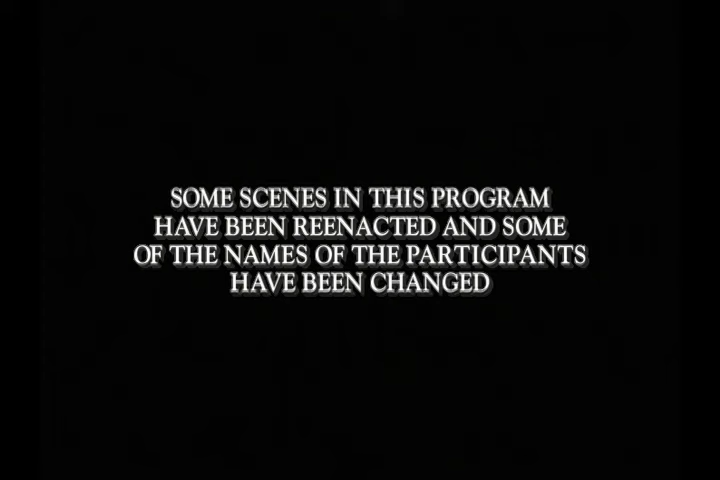 SOME SCENES IN THIS PROGRAM
HAVE BEEN REENACTED AND SOME
OF THE NAMES OF THE PARTICIPANTS
HAVE BEEN CHANGED